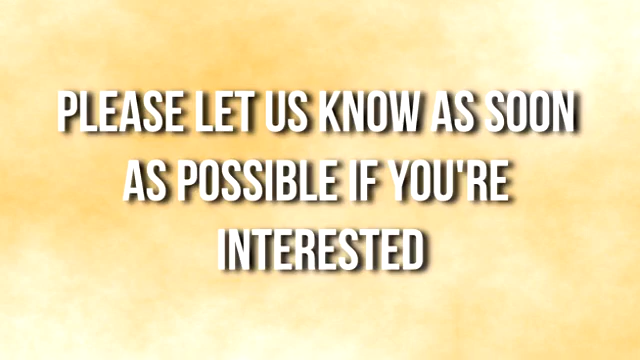 PLEASE LET US KNOW AS SOON
AS POSSIBLE IF YOU'RE
INTERESTED